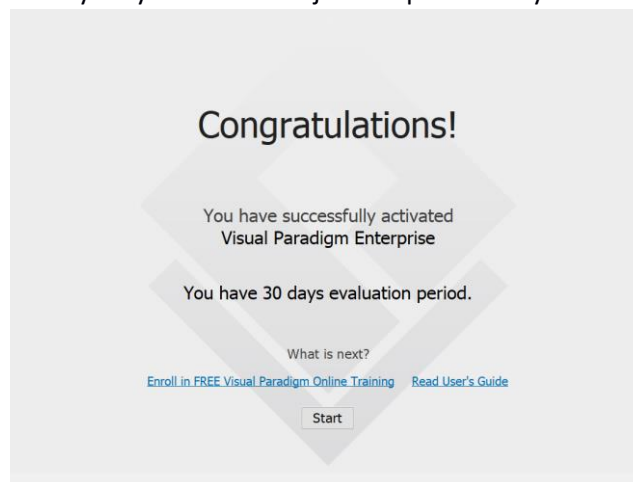 Congratulations!
You have successfully activated
Visual Paradigm Enterprise
You have 30 days evaluation period.
What is next?
Enroll in FREE Visual Paradigm Online Training Read User's Guide
Start